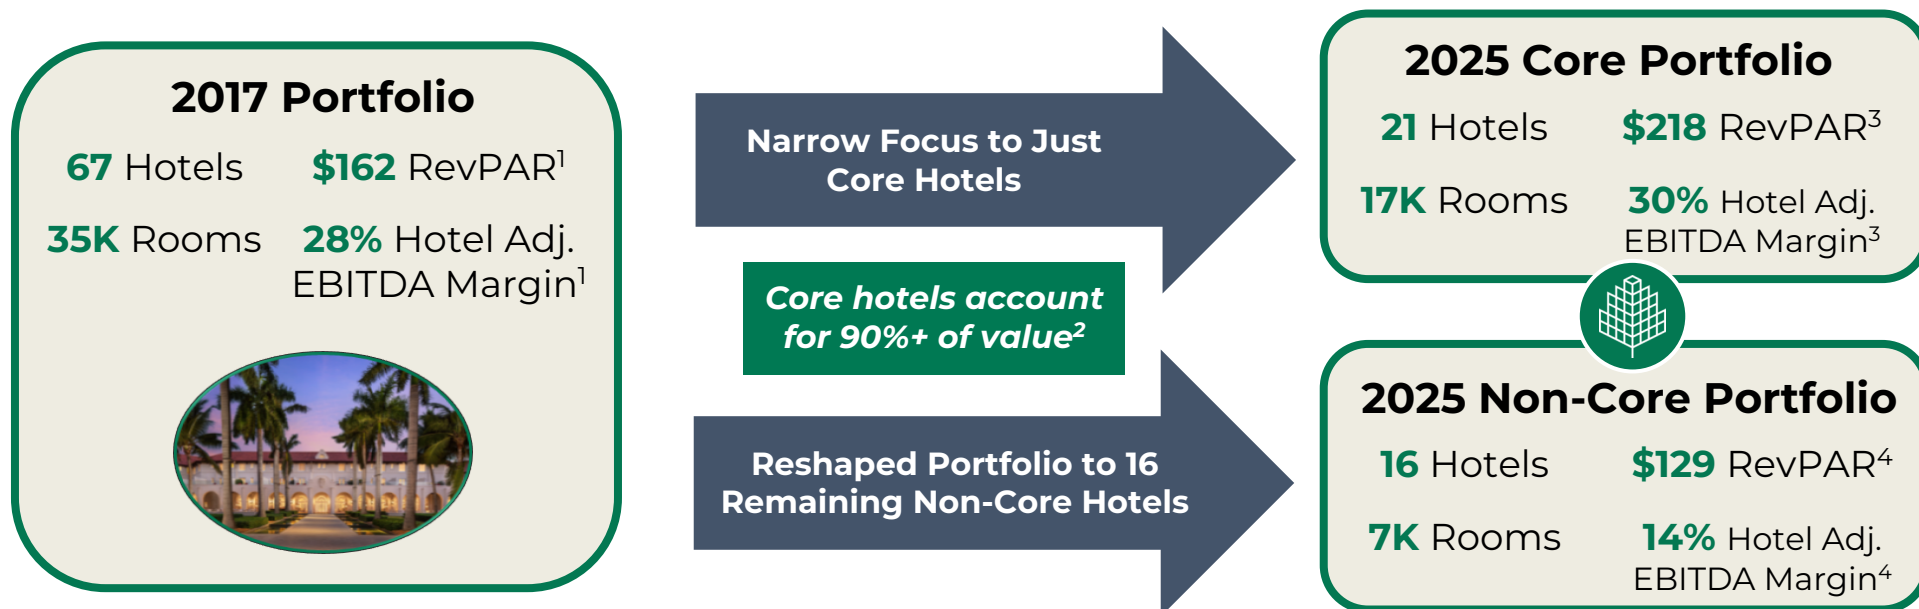 2017 Portfolio
67 Hotels
$162 RevPAR¹
35K Rooms
28% Hotel Adj.
EBITDA Margin¹
Narrow Focus to Just
Core Hotels
Core hotels account
for 90%+ of value²
Reshaped Portfolio to 16
Remaining Non-Core Hotels
2025 Core Portfolio
21 Hotels
$218 RevPAR³
17K Rooms
30% Hotel Adj.
EBITDA Margin³
2025 Non-Core Portfolio
16 Hotels
$129 RevPAR⁴
7K Rooms
14% Hotel Adj.
EBITDA Margin⁴